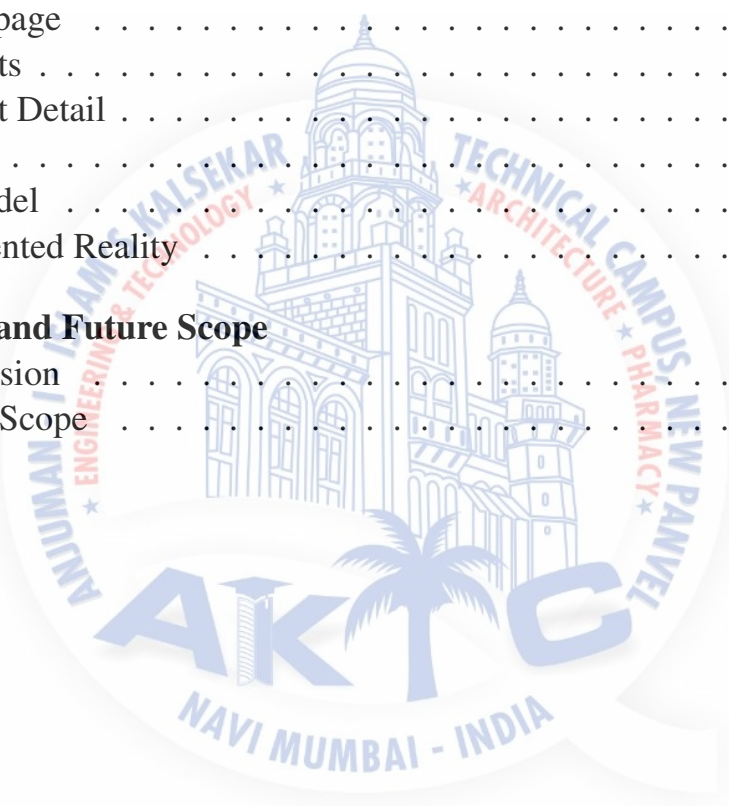 page . . . . . . . . . . . . . . . . . . . . . . . .
ts . . . . . . . . . . . . . . . . . . . . . . . . . .
t Detail . . . . . . . . . . . . . . . . . . . . . . .
. . . . . . . . . . . . . . . . . . . . . . . . . . .
del . . . . . . . . . . . . . . . . . . . . . . . . .
ented Reality . . . . . . . . . . . . . . . . . . . .
and Future Scope
sion . . . . . . . . . . . . . . . . . . . . . . . .
Scope . . . . . . . . . . . . . . . . . . . . . . .
ANJUMAN I ISLAM'S KALSEKAR TECHNICAL CAMPUS, NEW PANVEL
★ ENGINEERING & TECHNOLOGY ★ ★ ARCHITECTURE ★ PHARMACY ★
AKTC
NAVI MUMBAI - INDIA